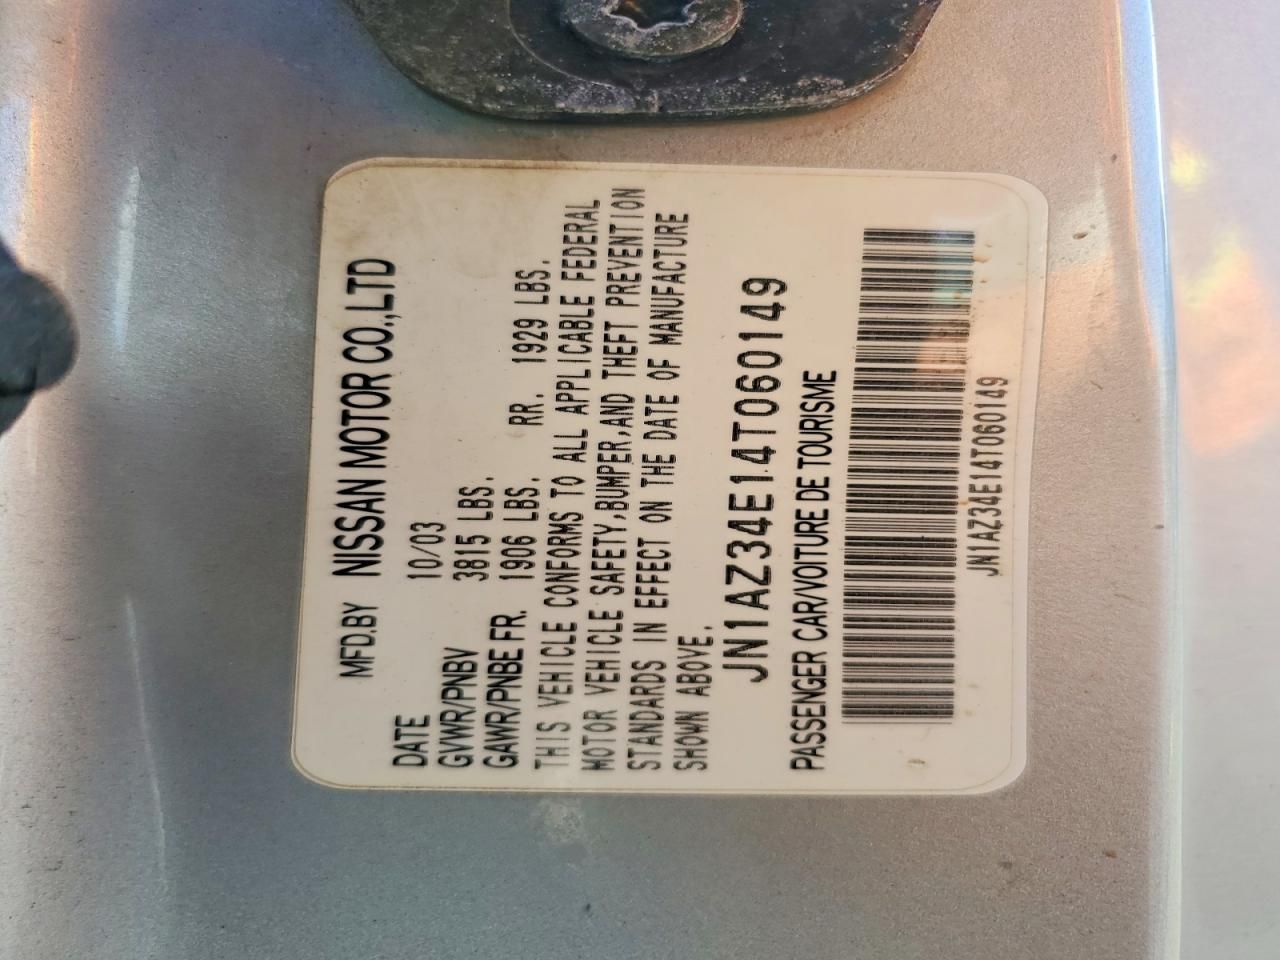 MFD.BY NISSAN MOTOR CO.,LTD
DATE 10/03
GVWR/PNBV 3815 LBS.
GAWR/PNBE FR. 1906 LBS. RR. 1929 LBS.
THIS VEHICLE CONFORMS TO ALL APPLICABLE FEDERAL
MOTOR VEHICLE SAFETY,BUMPER,AND THEFT PREVENTION
STANDARDS IN EFFECT ON THE DATE OF MANUFACTURE
SHOWN ABOVE.
JN1AZ34E14T060149
PASSENGER CAR/VOITURE DE TOURISME
JN1AZ34E14T060149